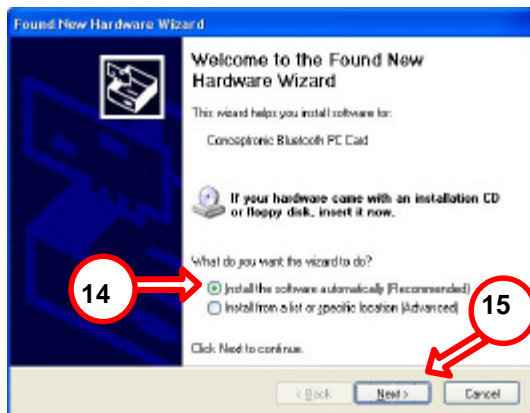 Found New Hardware Wizard
Welcome to the Found New
Hardware Wizard
This wizard helps you install software for:
Conceptronic Bluetooth PC Card
If your hardware came with an installation CD
or floppy disk, insert it now.
What do you want the wizard to do?
14
Install the software automatically (Recommended)
Install from a list or specific location (Advanced)
15
Click Next to continue.
< Back
Next >
Cancel